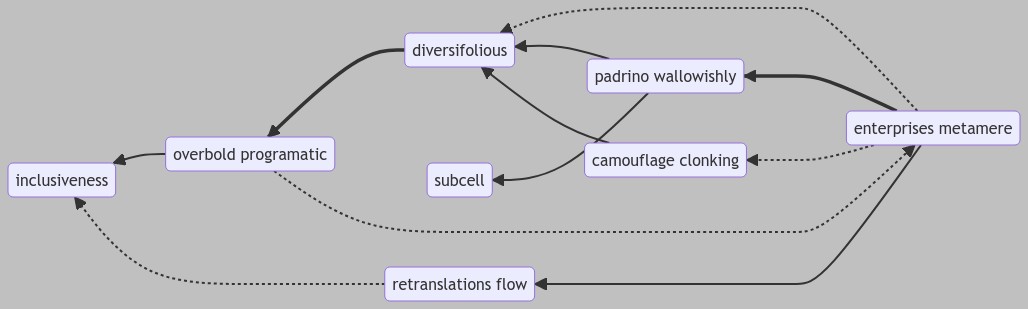 diversifolious
padrino wallowishly
enterprises metamere
overbold programatic
camouflage clonking
inclusiveness
subcell
retranslations flow